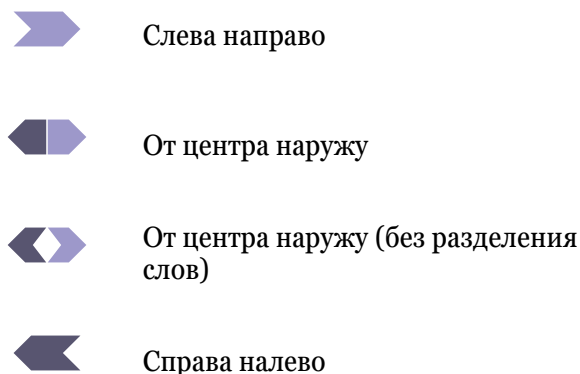 Слева направо
От центра наружу
От центра наружу (без разделения
слов)
Справа налево